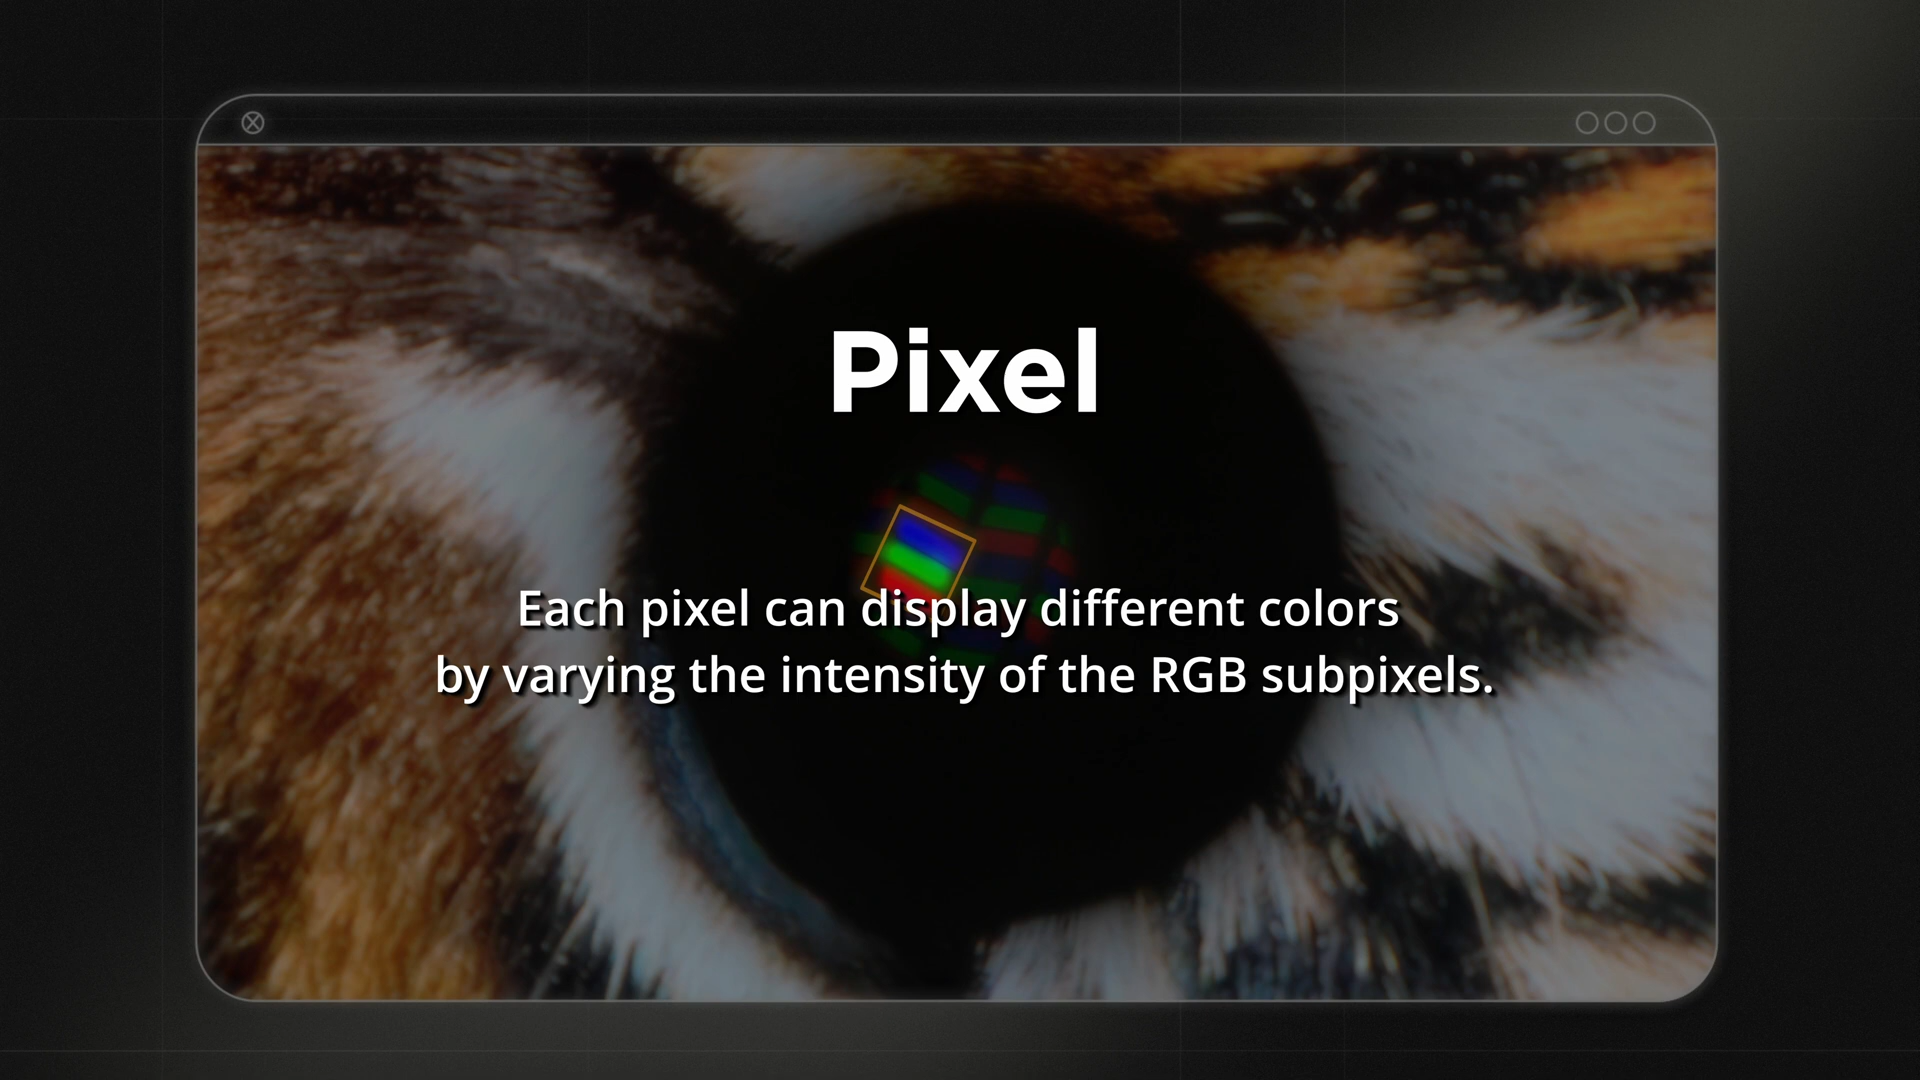 Pixel
Each pixel can display different colors
by varying the intensity of the RGB subpixels.